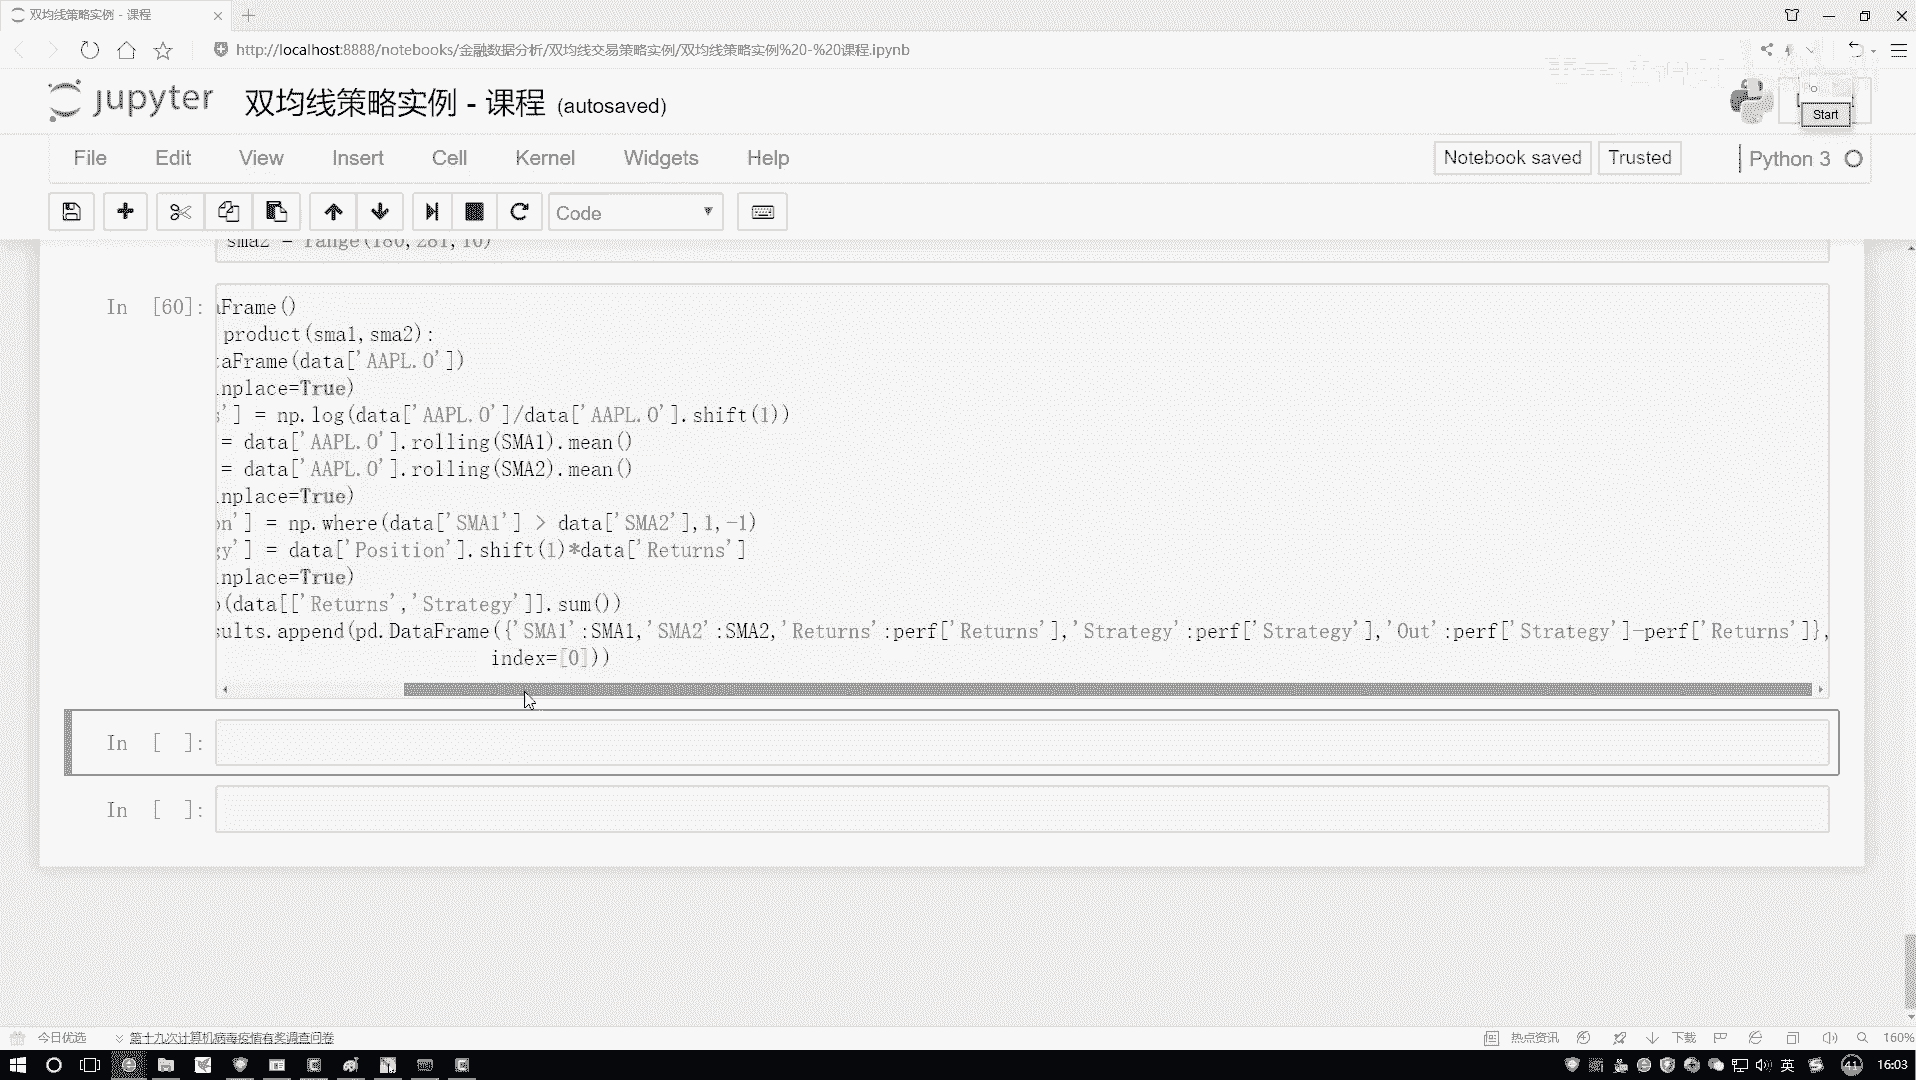 双均线策略实例 - 课程
http://localhost:8888/notebooks/金融数据分析/双均线交易策略实例/双均线策略实例%20-%20课程.ipynb
jupyter 双均线策略实例 - 课程 (autosaved)
Start
File Edit View Insert Cell Kernel Widgets Help
Notebook saved Trusted Python 3
Code
sma2 = range(180,281,10)
In [60]:
aFrame()
product(sma1,sma2):
taFrame(data['AAPL.O'])
inplace=True)
s'] = np.log(data['AAPL.O']/data['AAPL.O'].shift(1))
= data['AAPL.O'].rolling(SMA1).mean()
= data['AAPL.O'].rolling(SMA2).mean()
inplace=True)
on'] = np.where(data['SMA1'] > data['SMA2'],1,-1)
gy'] = data['Position'].shift(1)*data['Returns']
inplace=True)
p(data[['Returns','Strategy']].sum())
sults.append(pd.DataFrame({'SMA1':SMA1,'SMA2':SMA2,'Returns':perf['Returns'],'Strategy':perf['Strategy'],'Out':perf['Strategy']-perf['Returns']},
index=[0]))
In [ ]:
In [ ]:
今日优选 第十九次计算机病毒疫情有奖调查问卷
热点资讯 下载 160%
英 41 16:03